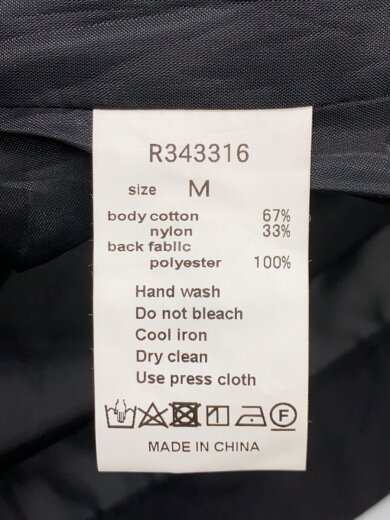 R343316
size M
body cotton 67%
nylon 33%
back fabllc
polyester 100%
Hand wash
Do not bleach
Cool iron
Dry clean
Use press cloth
F
MADE IN CHINA